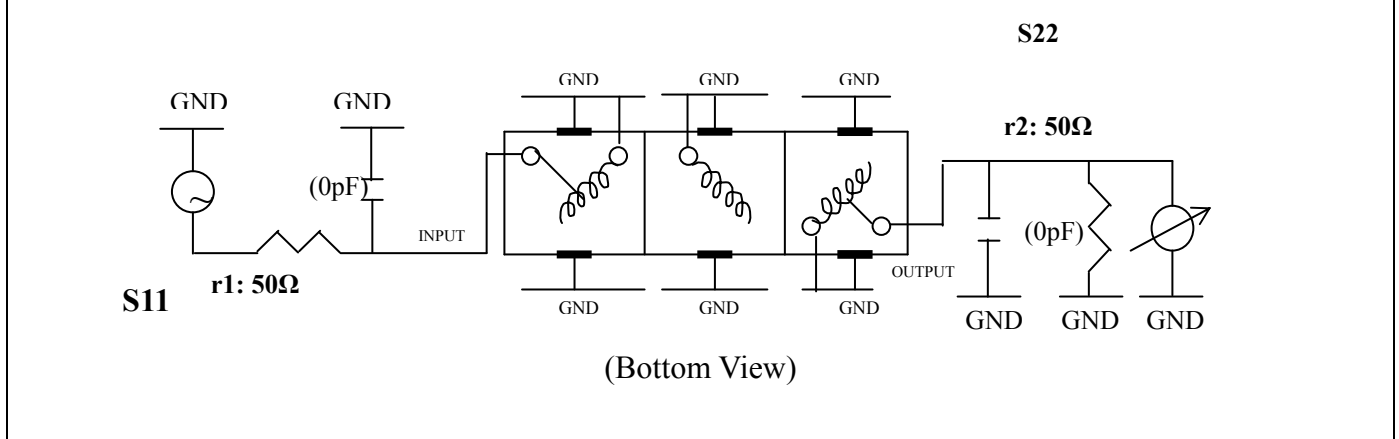 S22
GND GND GND
GND GND
r2: 50Ω
(0pF)
(0pF)
INPUT
OUTPUT
r1: 50Ω
S11
GND GND GND
GND GND GND
(Bottom View)